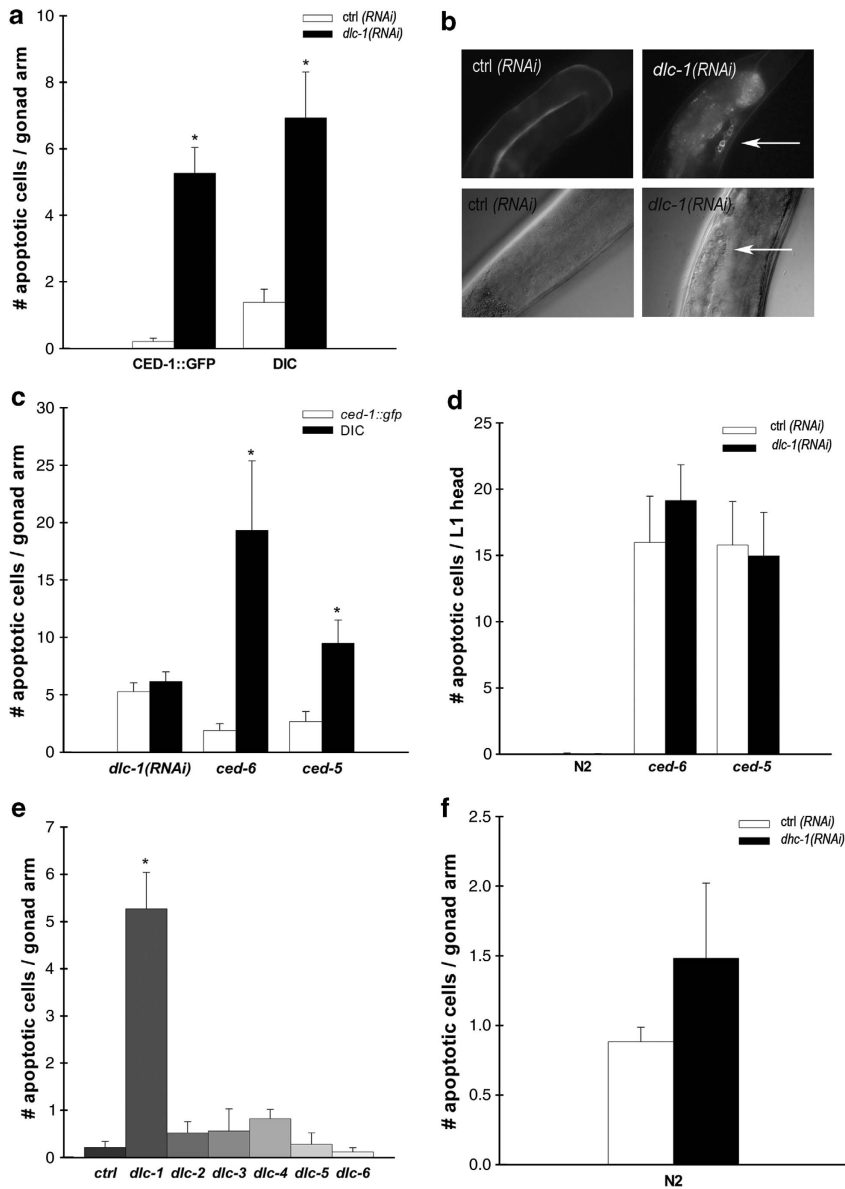 a
ctrl (RNAi)
dlc-1(RNAi)
# apoptotic cells / gonad arm
10
8
6
4
2
0
*
*
CED-1::GFP
DIC
b
ctrl (RNAi)
dlc-1(RNAi)
ctrl (RNAi)
dlc-1(RNAi)
c
ced-1::gfp
DIC
# apoptotic cells / gonad arm
30
25
20
15
10
5
0
*
*
dlc-1(RNAi)
ced-6
ced-5
d
ctrl (RNAi)
dlc-1(RNAi)
# apoptotic cells / L1 head
25
20
15
10
5
0
N2
ced-6
ced-5
e
# apoptotic cells / gonad arm
7
6
5
4
3
2
1
0
*
ctrl
dlc-1
dlc-2
dlc-3
dlc-4
dlc-5
dlc-6
f
ctrl (RNAi)
dhc-1(RNAi)
# apoptotic cells / gonad arm
2.5
2.0
1.5
1.0
0.5
0.0
N2